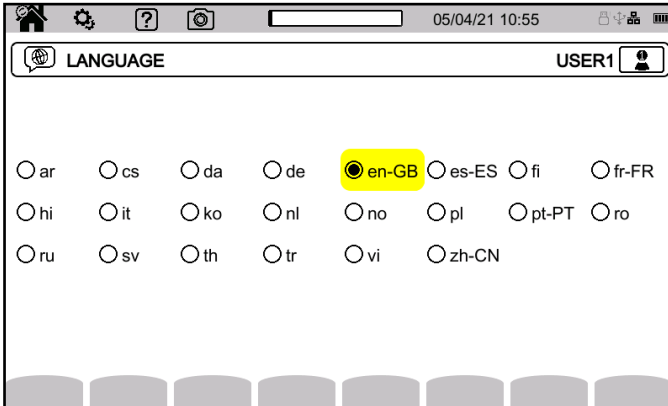 05/04/21 10:55
LANGUAGE USER1
ar cs da de en-GB es-ES fi fr-FR
hi it ko nl no pl pt-PT ro
ru sv th tr vi zh-CN